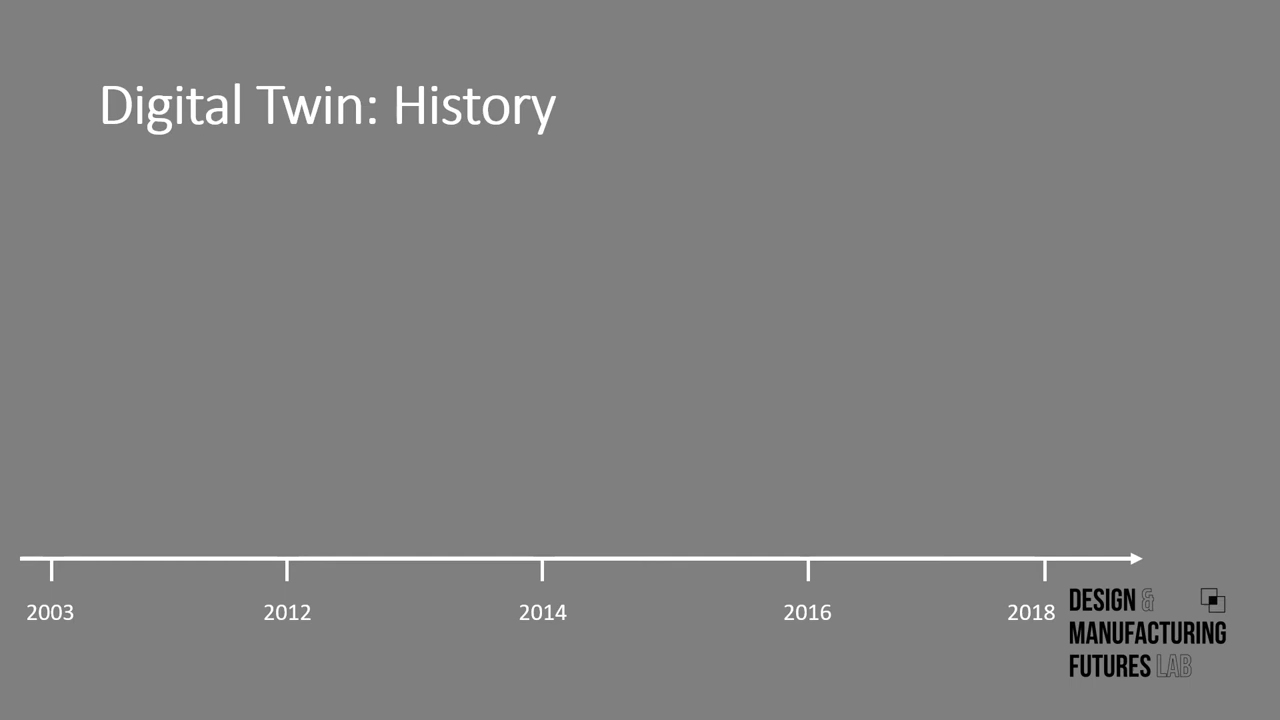 Digital Twin: History
2003 2012 2014 2016 2018
DESIGN &
MANUFACTURING
FUTURES LAB